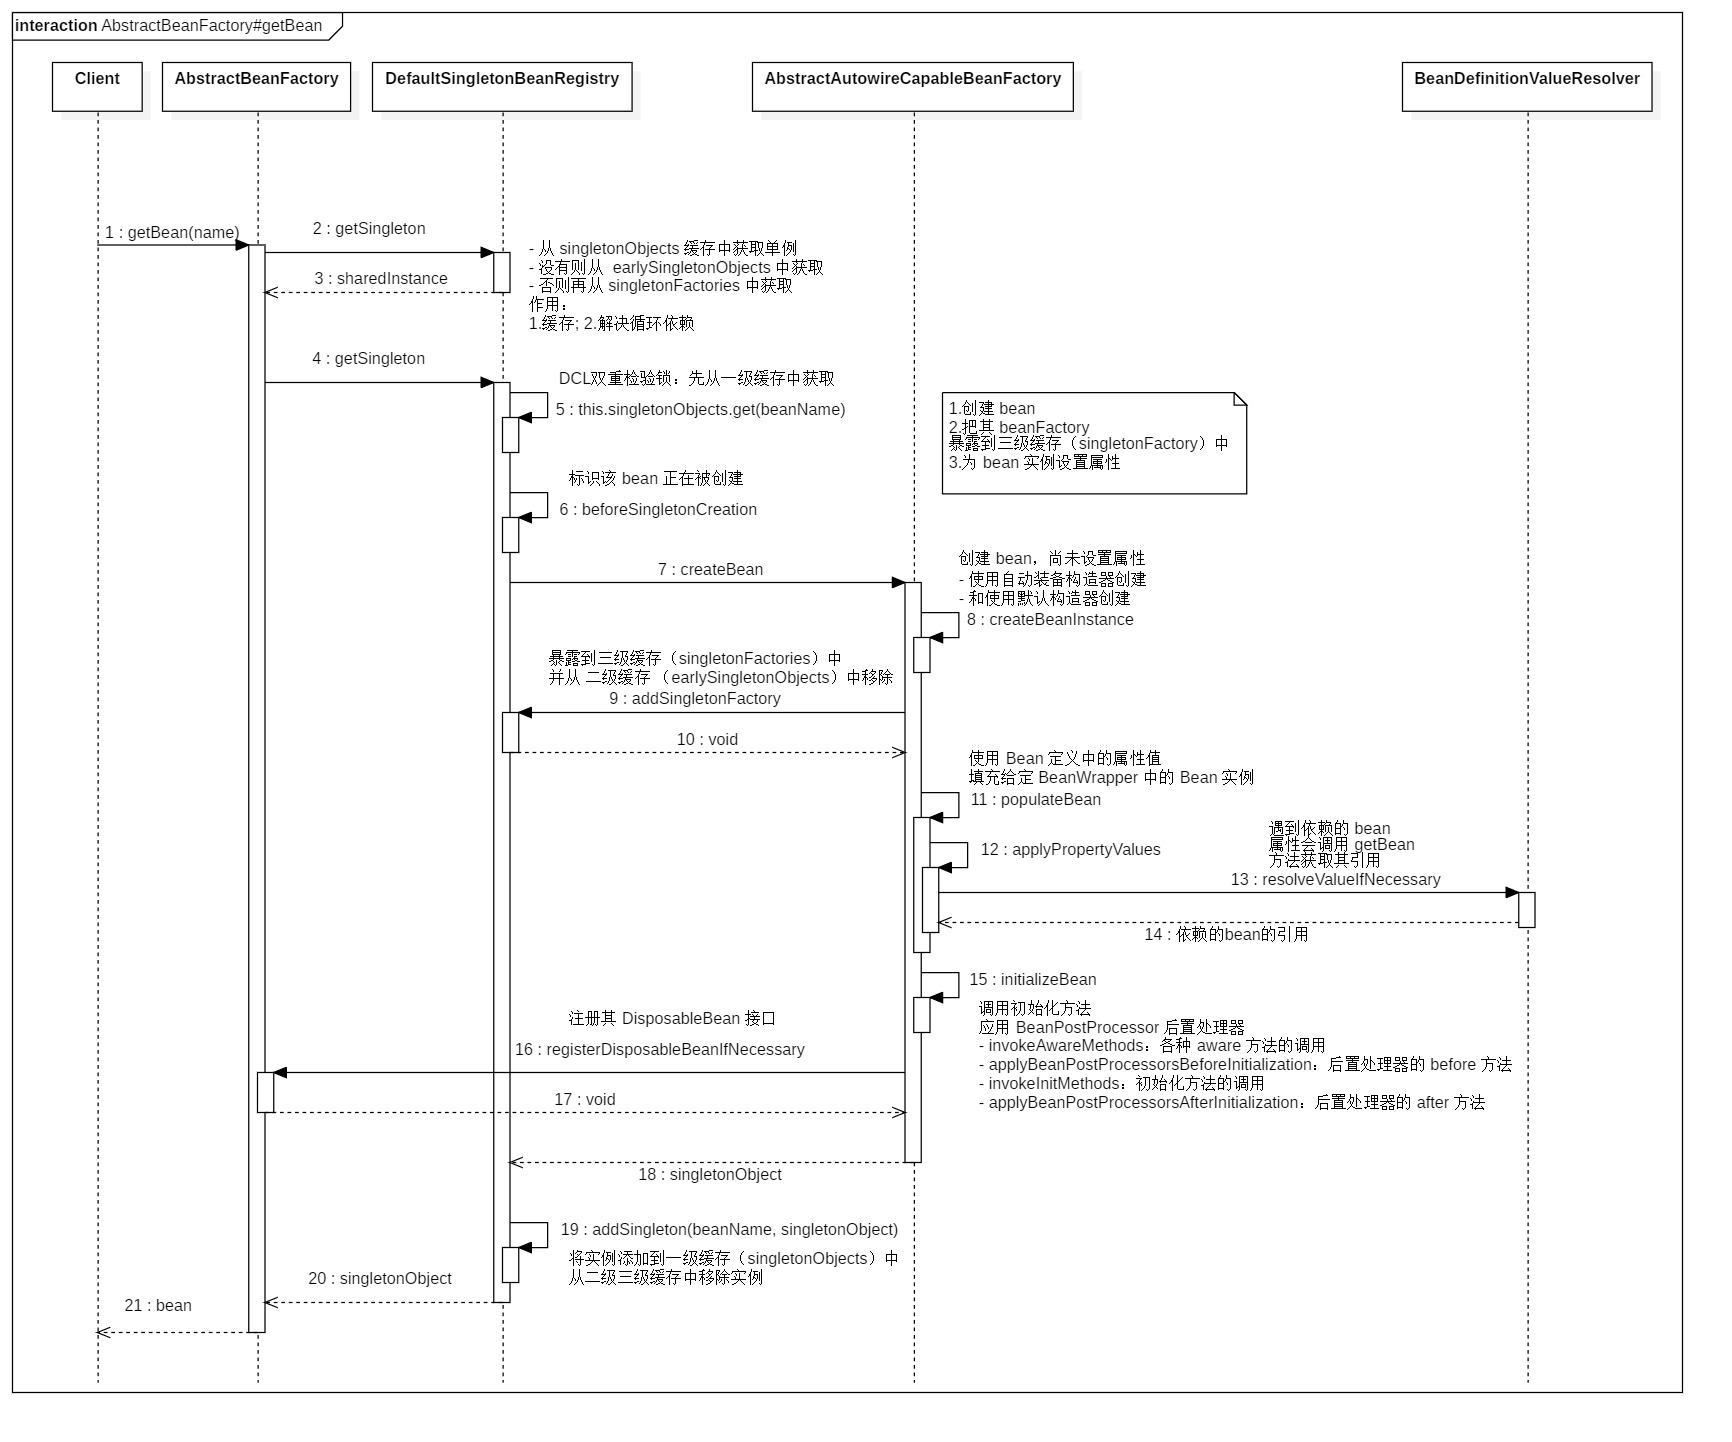 interaction AbstractBeanFactory#getBean
Client
AbstractBeanFactory
DefaultSingletonBeanRegistry
AbstractAutowireCapableBeanFactory
BeanDefinitionValueResolver
1 : getBean(name)
2 : getSingleton
- 从 singletonObjects 缓存中获取单例
- 没有则从 earlySingletonObjects 中获取
- 否则再从 singletonFactories 中获取
作用：
1.缓存; 2.解决循环依赖
3 : sharedInstance
4 : getSingleton
DCL双重检验锁：先从一级缓存中获取
5 : this.singletonObjects.get(beanName)
1.创建 bean
2.把其 beanFactory
暴露到三级缓存（singletonFactory）中
3.为 bean 实例设置属性
标识该 bean 正在被创建
6 : beforeSingletonCreation
7 : createBean
创建 bean，尚未设置属性
- 使用自动装备构造器创建
- 和使用默认构造器创建
8 : createBeanInstance
暴露到三级缓存（singletonFactories）中
并从 二级缓存 （earlySingletonObjects）中移除
9 : addSingletonFactory
10 : void
使用 Bean 定义中的属性值
填充给定 BeanWrapper 中的 Bean 实例
11 : populateBean
12 : applyPropertyValues
遇到依赖的 bean
属性会调用 getBean
方法获取其引用
13 : resolveValueIfNecessary
14 : 依赖的bean的引用
15 : initializeBean
调用初始化方法
应用 BeanPostProcessor 后置处理器
- invokeAwareMethods：各种 aware 方法的调用
- applyBeanPostProcessorsBeforeInitialization：后置处理器的 before 方法
- invokeInitMethods：初始化方法的调用
- applyBeanPostProcessorsAfterInitialization：后置处理器的 after 方法
注册其 DisposableBean 接口
16 : registerDisposableBeanIfNecessary
17 : void
18 : singletonObject
19 : addSingleton(beanName, singletonObject)
将实例添加到一级缓存（singletonObjects）中
从二级三级缓存中移除实例
20 : singletonObject
21 : bean